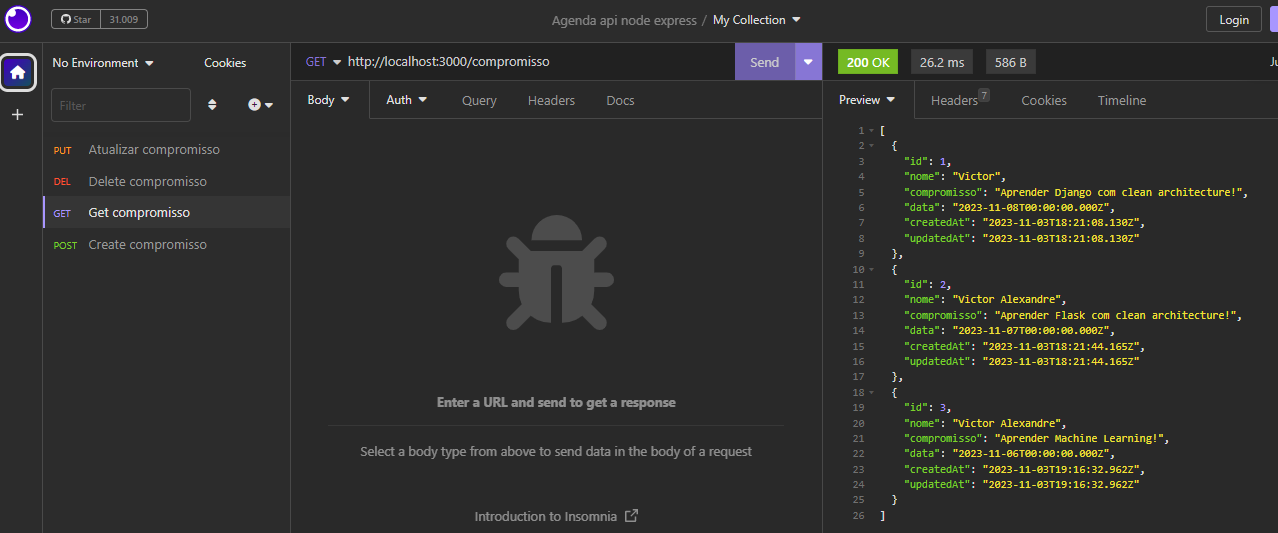 Star 31.009
Agenda api node express / My Collection
Login
No Environment
Cookies
Filter
PUT Atualizar compromisso
DEL Delete compromisso
GET Get compromisso
POST Create compromisso
GET http://localhost:3000/compromisso
Send
Body
Auth
Query
Headers
Docs
Enter a URL and send to get a response
Select a body type from above to send data in the body of a request
Introduction to Insomnia
200 OK
26.2 ms
586 B
Ju
Preview
Headers 7
Cookies
Timeline
1 [
2 {
3 "id": 1,
4 "nome": "Victor",
5 "compromisso": "Aprender Django com clean architecture!",
6 "data": "2023-11-08T00:00:00.000Z",
7 "createdAt": "2023-11-03T18:21:08.130Z",
8 "updatedAt": "2023-11-03T18:21:08.130Z"
9 },
10 {
11 "id": 2,
12 "nome": "Victor Alexandre",
13 "compromisso": "Aprender Flask com clean architecture!",
14 "data": "2023-11-07T00:00:00.000Z",
15 "createdAt": "2023-11-03T18:21:44.165Z",
16 "updatedAt": "2023-11-03T18:21:44.165Z"
17 },
18 {
19 "id": 3,
20 "nome": "Victor Alexandre",
21 "compromisso": "Aprender Machine Learning!",
22 "data": "2023-11-06T00:00:00.000Z",
23 "createdAt": "2023-11-03T19:16:32.962Z",
24 "updatedAt": "2023-11-03T19:16:32.962Z"
25 }
26 ]